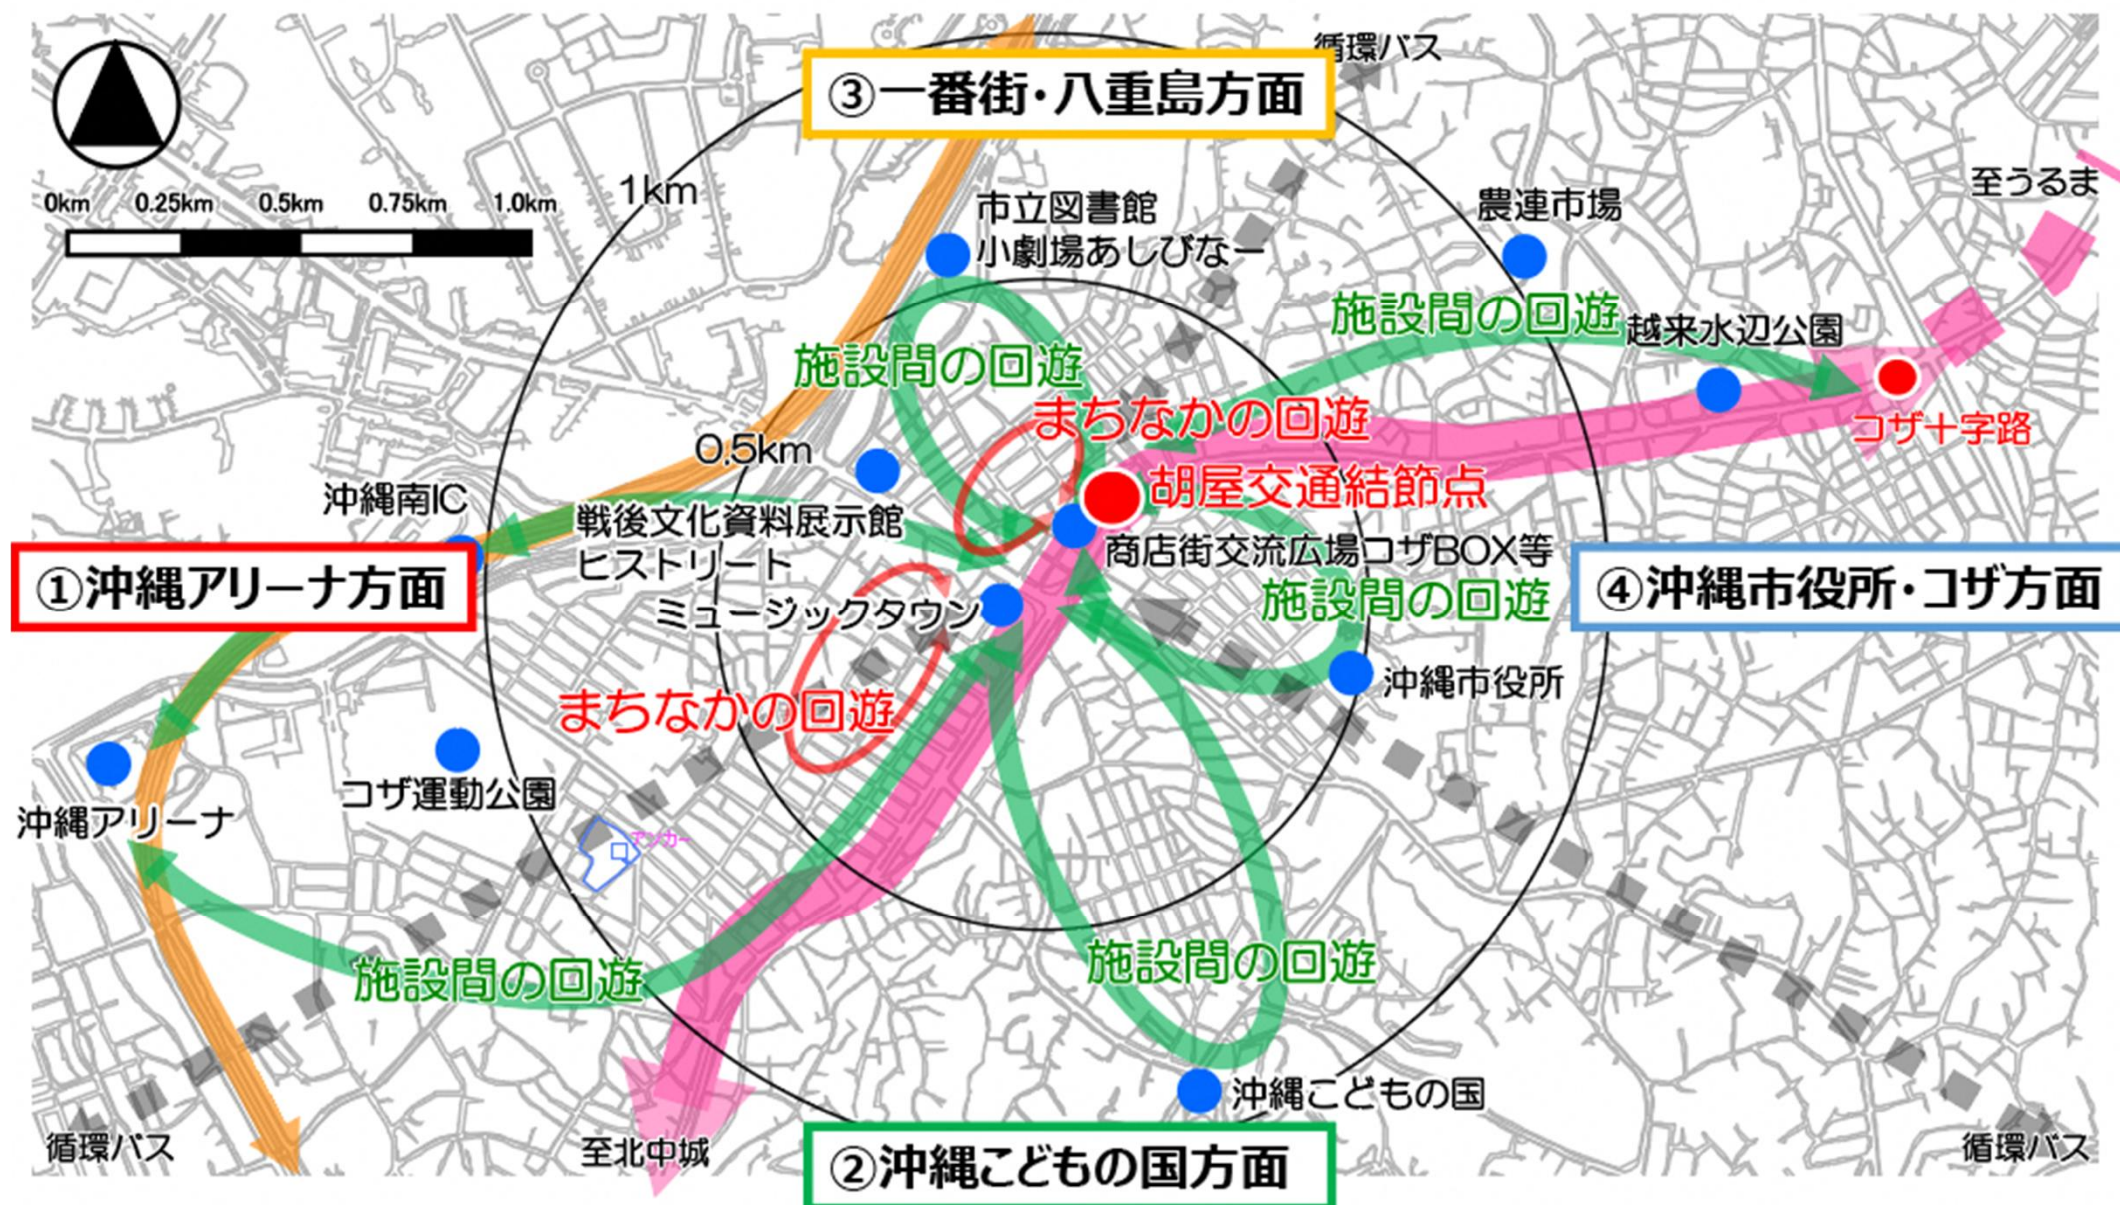 ③一番街・八重島方面
循環バス
0km 0.25km 0.5km 0.75km 1.0km
1km
市立図書館
小劇場あしびなー
農連市場
至うるま
施設間の回遊
越来水辺公園
施設間の回遊
まちなかの回遊
コザ十字路
0.5km
沖縄南IC
胡屋交通結節点
戦後文化資料展示館
ヒストリート
商店街交流広場コザBOX等
①沖縄アリーナ方面
ミュージックタウン
施設間の回遊
④沖縄市役所・コザ方面
沖縄市役所
まちなかの回遊
コザ運動公園
沖縄アリーナ
アンカー
施設間の回遊
施設間の回遊
沖縄こどもの国
循環バス
至北中城
②沖縄こどもの国方面
循環バス